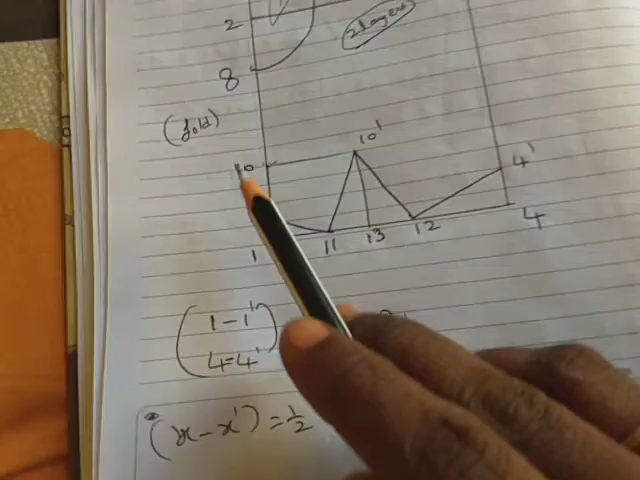 2
2 layers
8
(fold)
10'
10
4'
1 11 13 12 4
1 - 1'
4 = 4'
(x - x') = 1/2